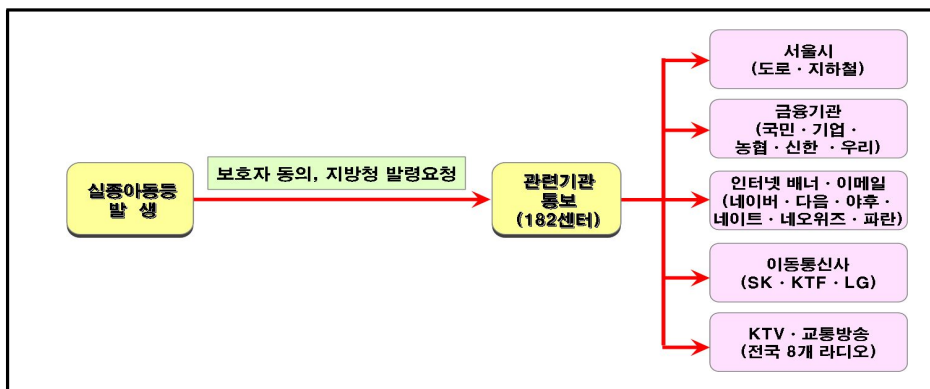 실종아동등
발 생
보호자 동의, 지방청 발령요청
관련기관
통보
(182센터)
서울시
(도로 · 지하철)
금융기관
(국민 · 기업 ·
농협 · 신한 · 우리)
인터넷 배너 · 이메일
(네이버 · 다음 · 야후 ·
네이트 · 네오위즈 · 파란)
이동통신사
(SK · KTF · LG)
KTV · 교통방송
(전국 8개 라디오)